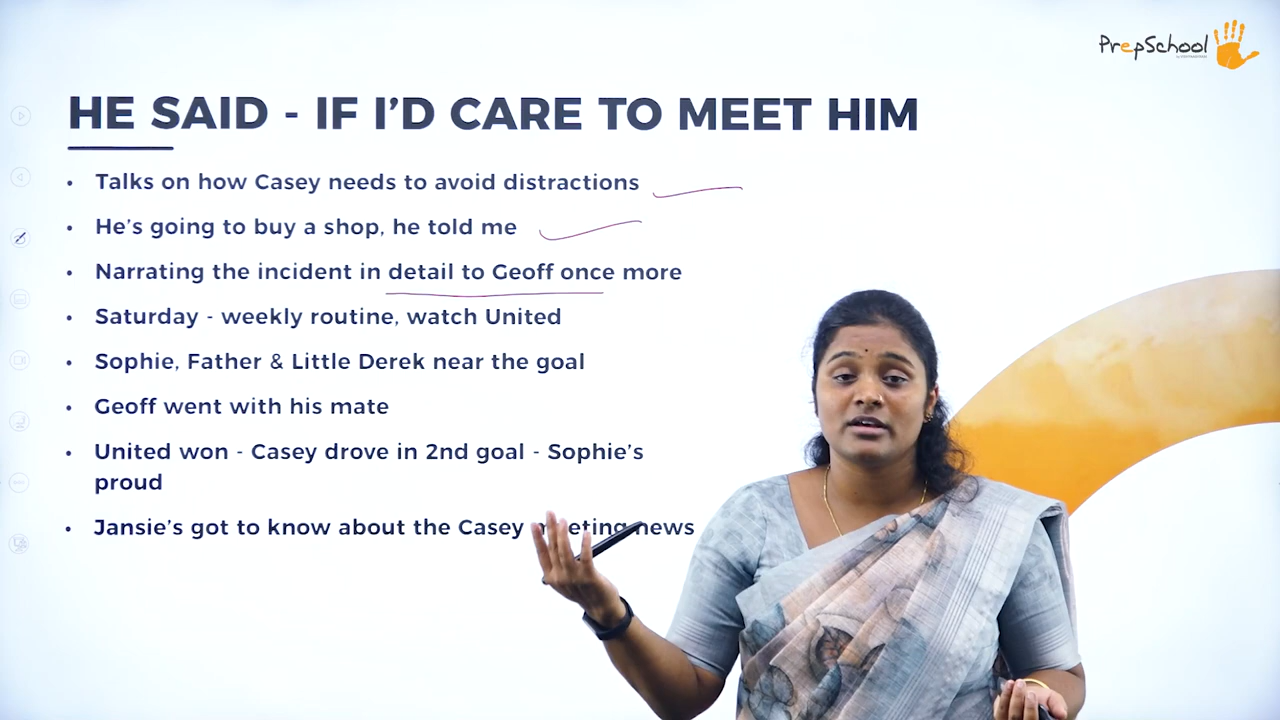 PrepSchool
HE SAID - IF I'D CARE TO MEET HIM
• Talks on how Casey needs to avoid distractions
• He's going to buy a shop, he told me
• Narrating the incident in detail to Geoff once more
• Saturday - weekly routine, watch United
• Sophie, Father & Little Derek near the goal
• Geoff went with his mate
• United won - Casey drove in 2nd goal - Sophie's
proud
• Jansie's got to know about the Casey meeting news